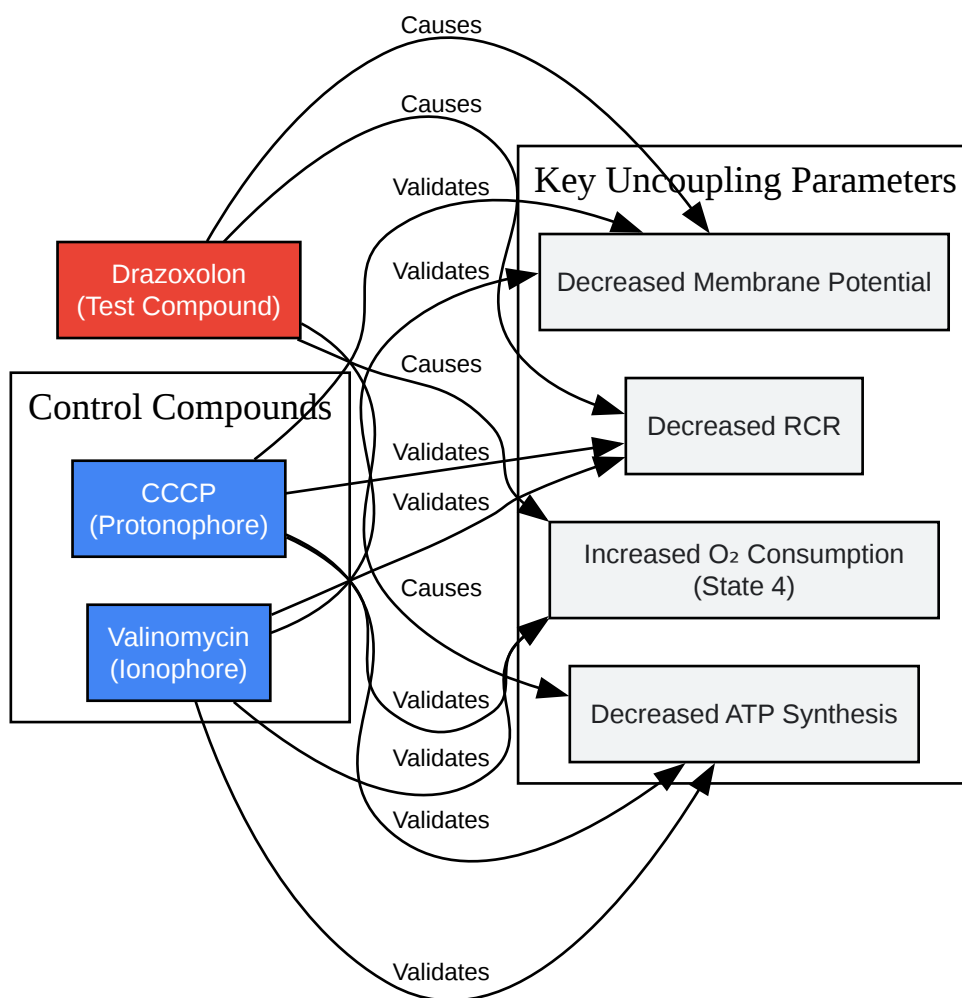 Causes
Causes
Key Uncoupling Parameters
Validates
Drazoxolon
(Test Compound)
Validates
Decreased Membrane Potential
Causes
Control Compounds
Decreased RCR
Validates
CCCP
(Protonophore)
Validates
Increased O₂ Consumption
(State 4)
Causes
Valinomycin
(Ionophore)
Validates
Decreased ATP Synthesis
Validates
Validates
Validates